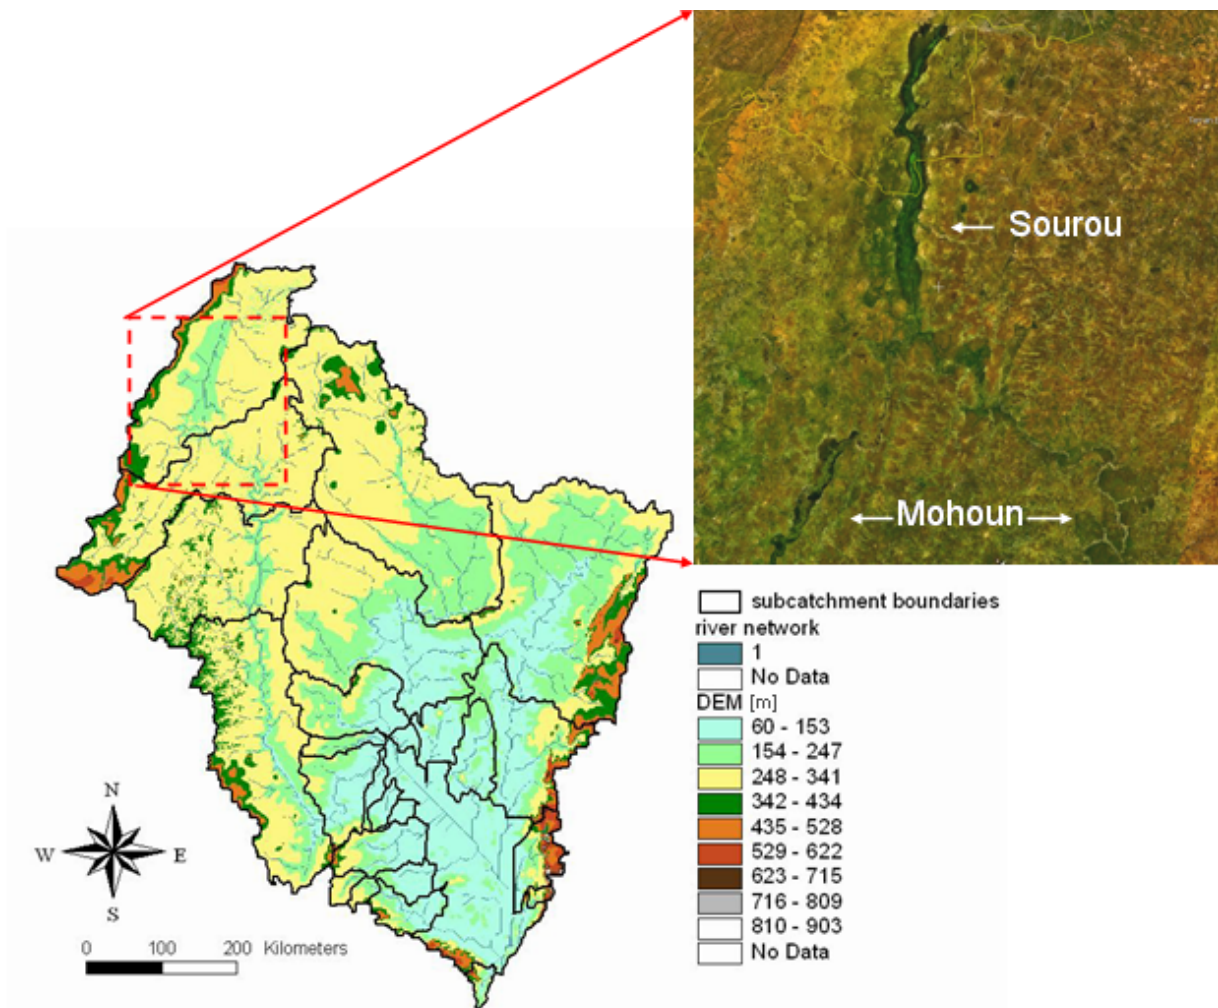 Sourou
Mohoun
subcatchment boundaries
river network
1
No Data
DEM [m]
60 - 153
154 - 247
248 - 341
342 - 434
435 - 528
529 - 622
623 - 715
716 - 809
810 - 903
No Data
N
W E
S
0 100 200 Kilometers